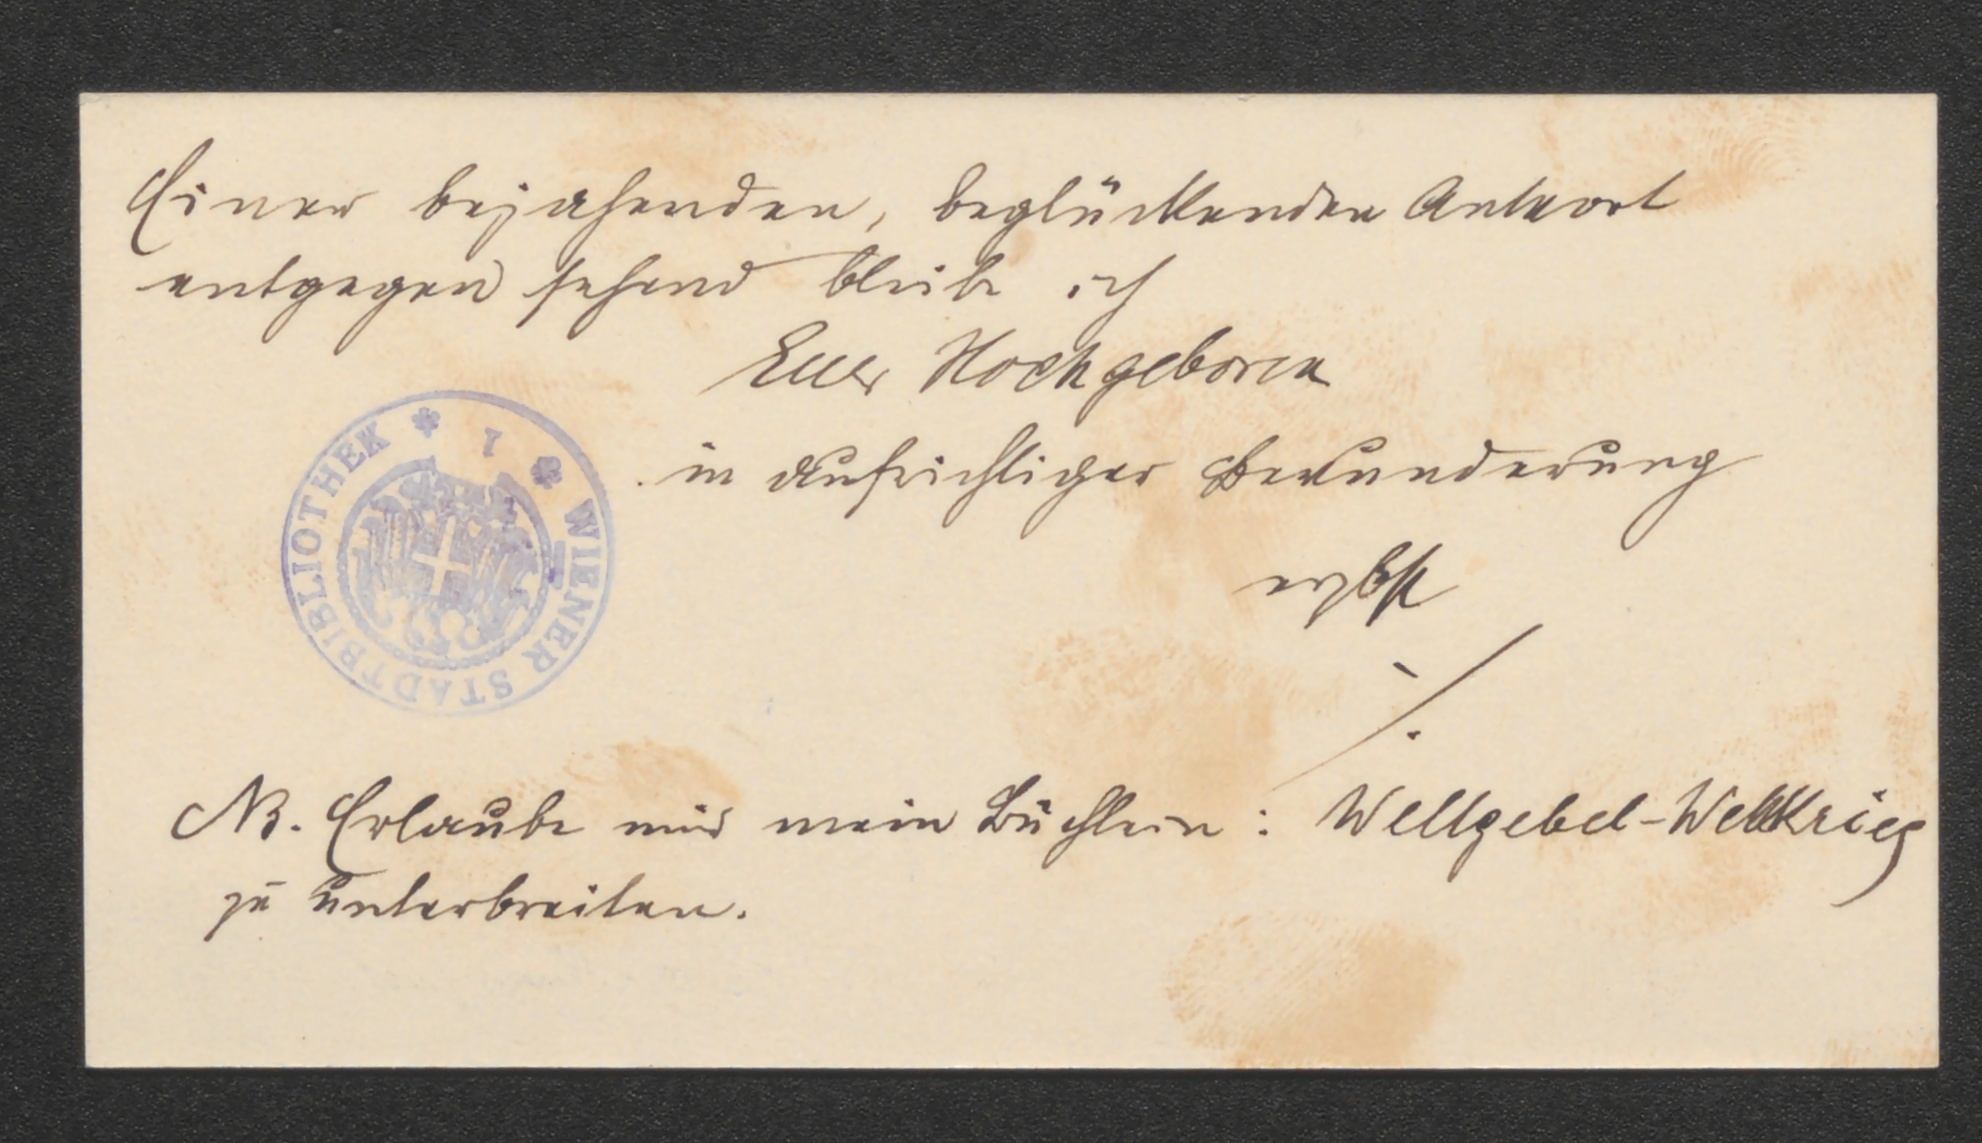 Einer bejahenden, beglückenden Antwort
entgegen sehend bleibe ich
Euer Hochgeboren
in aufrichtiger Bewunderung
ergbst
WIENER STADTBIBLIOTHEK
NB. Erlaube mir mein Büchlein: Weltgebet-Weltkrieg
zu unterbreiten.